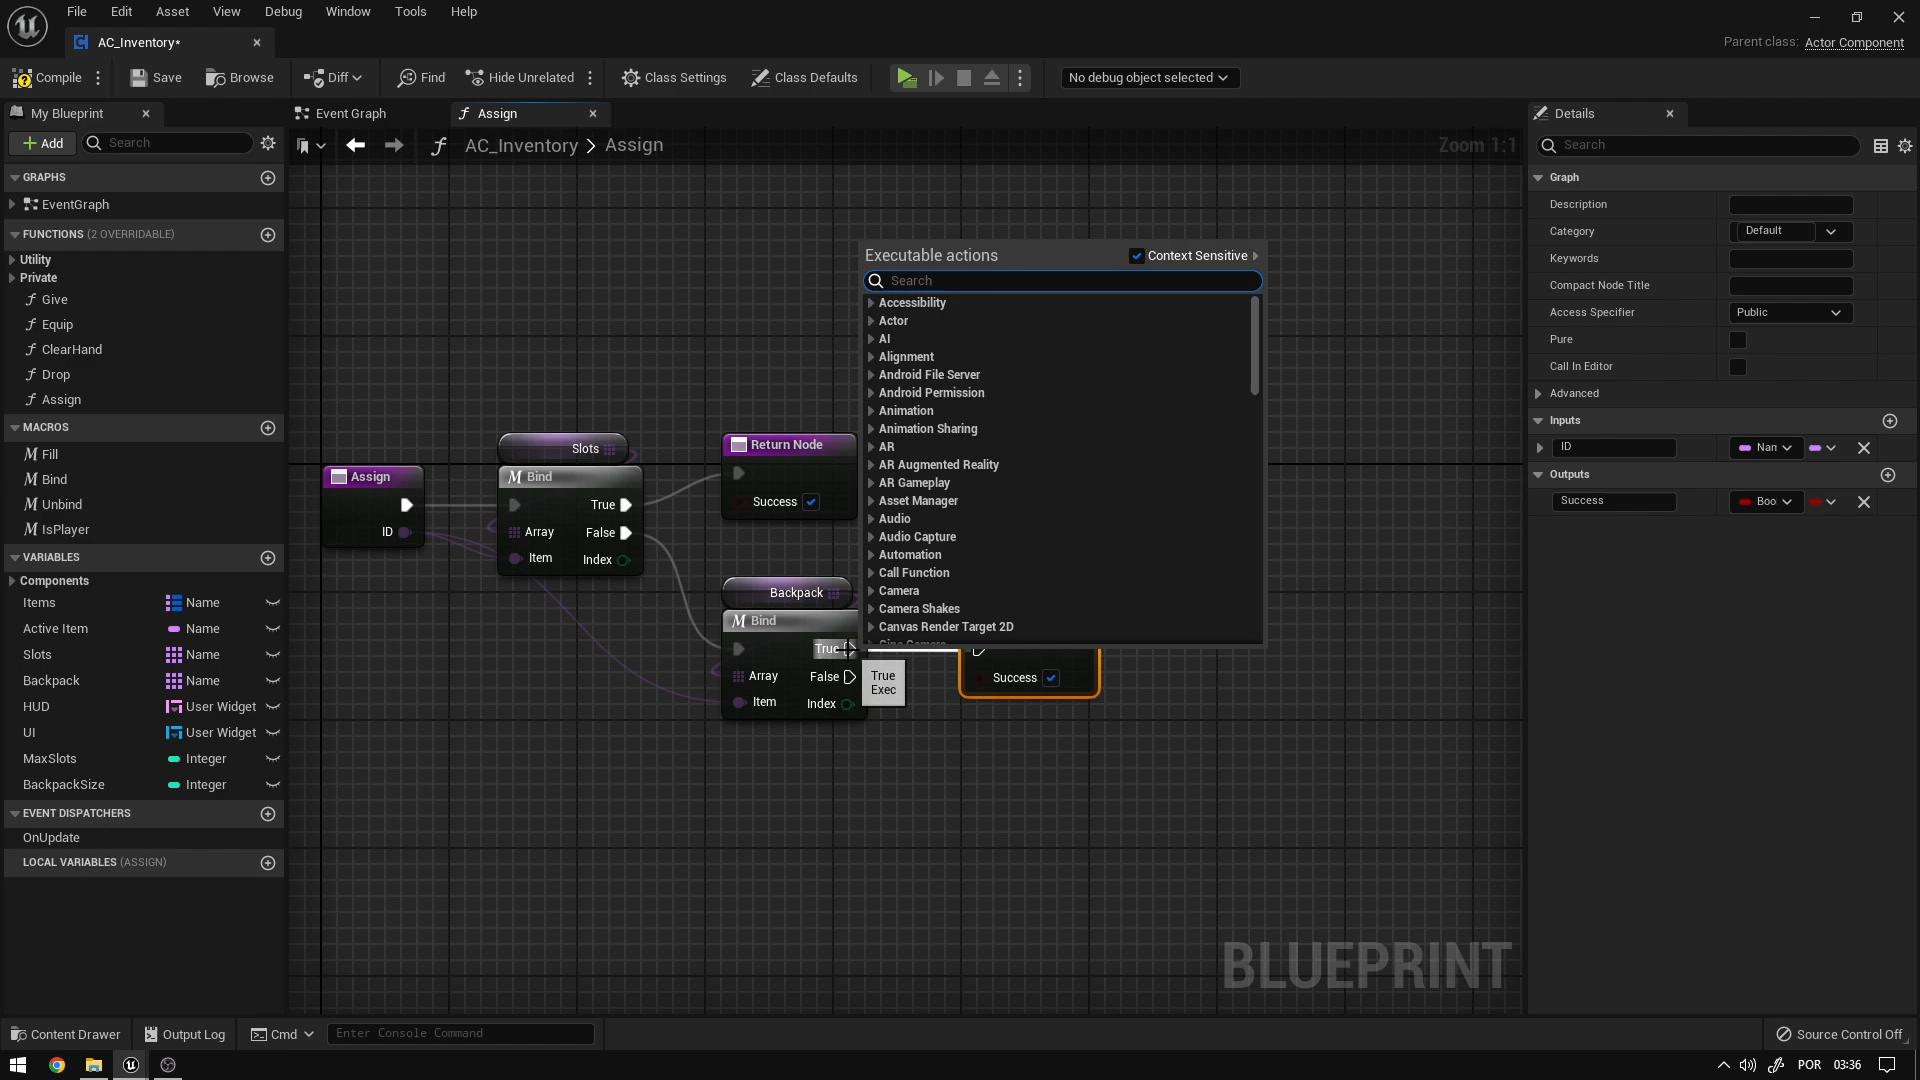 File Edit Asset View Debug Window Tools Help
AC_Inventory*
Parent class: Actor Component
Compile Save Browse Diff Find Hide Unrelated Class Settings Class Defaults No debug object selected
My Blueprint
Event Graph
Assign
Details
Add
Search
AC_Inventory > Assign
Zoom 1:1
Search
GRAPHS
EventGraph
FUNCTIONS (2 OVERRIDABLE)
Utility
Private
Give
Equip
ClearHand
Drop
Assign
MACROS
Fill
Bind
Unbind
IsPlayer
VARIABLES
Components
Items Name
Active Item Name
Slots Name
Backpack Name
HUD User Widget
UI User Widget
MaxSlots Integer
BackpackSize Integer
EVENT DISPATCHERS
OnUpdate
LOCAL VARIABLES (ASSIGN)
Assign
ID
Slots
Bind
True
Array False
Item Index
Return Node
Success
Backpack
Bind
True
Array False
Item Index
True
Exec
Success
Executable actions
Context Sensitive
Search
Accessibility
Actor
AI
Alignment
Android File Server
Android Permission
Animation
Animation Sharing
AR
AR Augmented Reality
AR Gameplay
Asset Manager
Audio
Audio Capture
Automation
Call Function
Camera
Camera Shakes
Canvas Render Target 2D
BLUEPRINT
Graph
Description
Category Default
Keywords
Compact Node Title
Access Specifier Public
Pure
Call In Editor
Advanced
Inputs
ID Nan
Outputs
Success Boo
Content Drawer Output Log Cmd Enter Console Command Source Control Off
POR 03:36